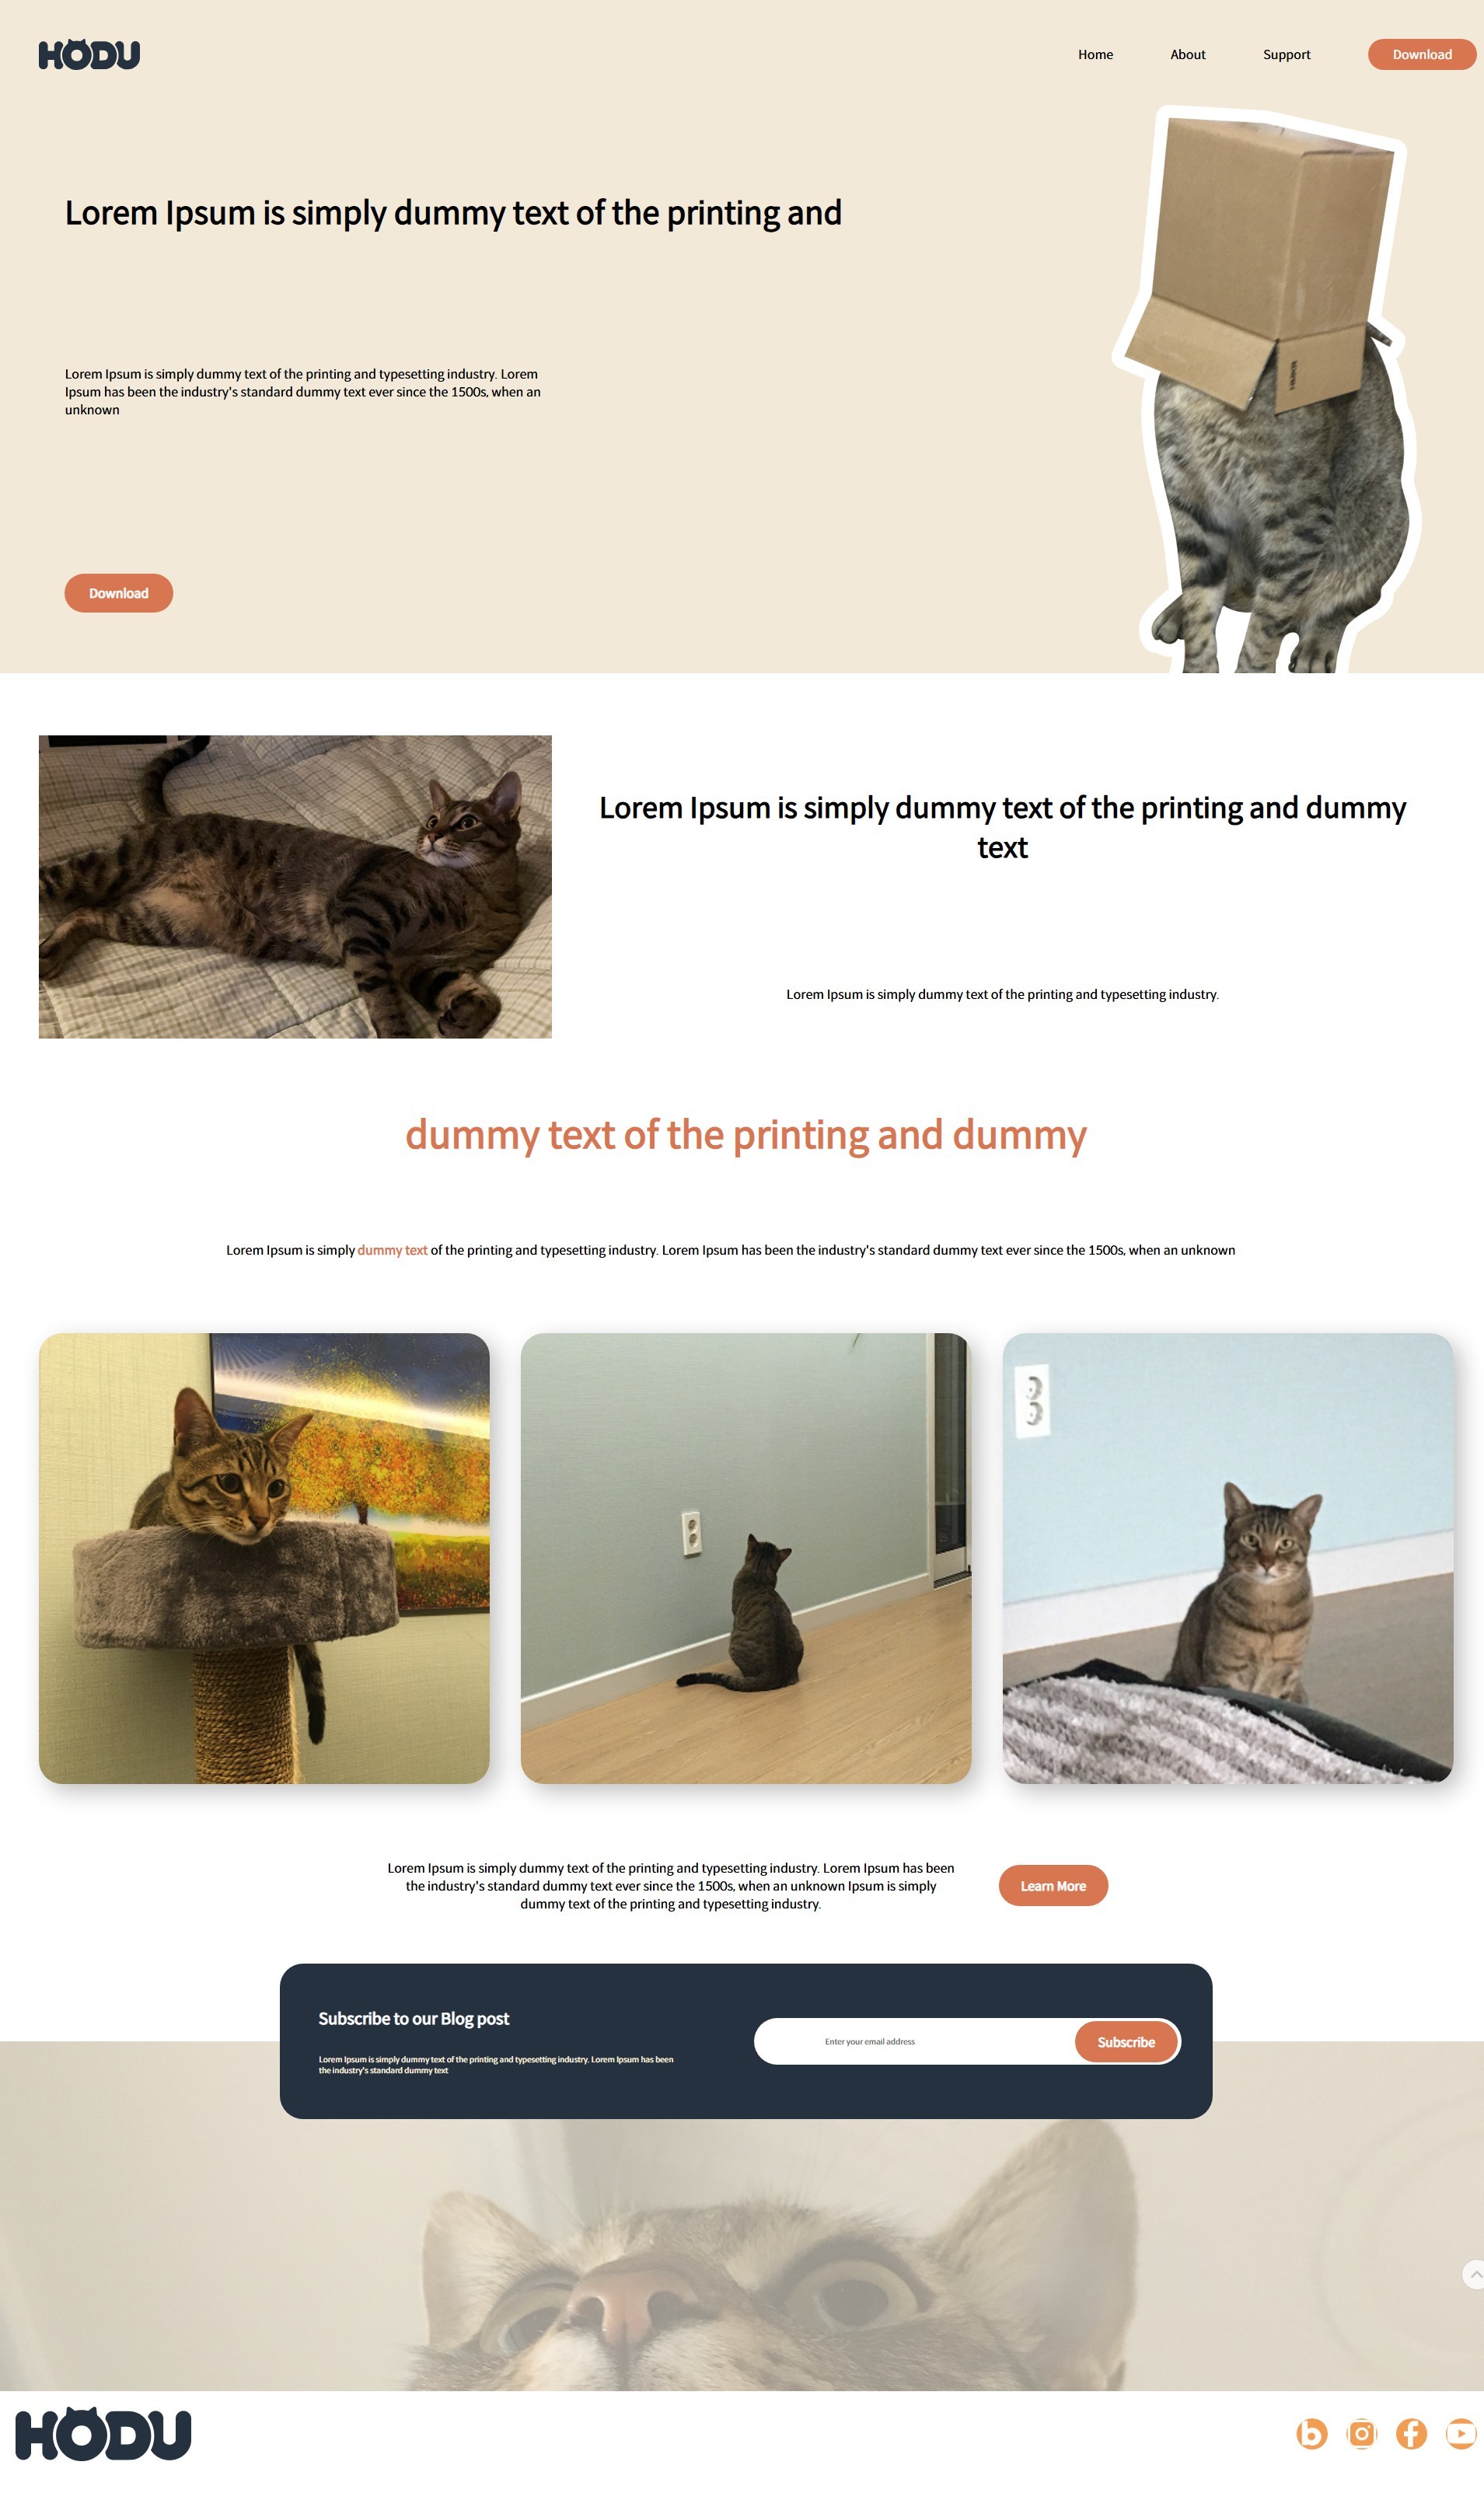 HODU
Home
About
Support
Download
Lorem Ipsum is simply dummy text of the printing and
Lorem Ipsum is simply dummy text of the printing and typesetting industry. Lorem
Ipsum has been the industry's standard dummy text ever since the 1500s, when an
unknown
Download
Lorem Ipsum is simply dummy text of the printing and dummy
text
Lorem Ipsum is simply dummy text of the printing and typesetting industry.
dummy text of the printing and dummy
Lorem Ipsum is simply dummy text of the printing and typesetting industry. Lorem Ipsum has been the industry's standard dummy text ever since the 1500s, when an unknown
Lorem Ipsum is simply dummy text of the printing and typesetting industry. Lorem Ipsum has been
the industry's standard dummy text ever since the 1500s, when an unknown Ipsum is simply
dummy text of the printing and typesetting industry.
Learn More
Subscribe to our Blog post
Lorem Ipsum is simply dummy text of the printing and typesetting industry. Lorem Ipsum has been
the industry's standard dummy text
Enter your email address
Subscribe
HODU